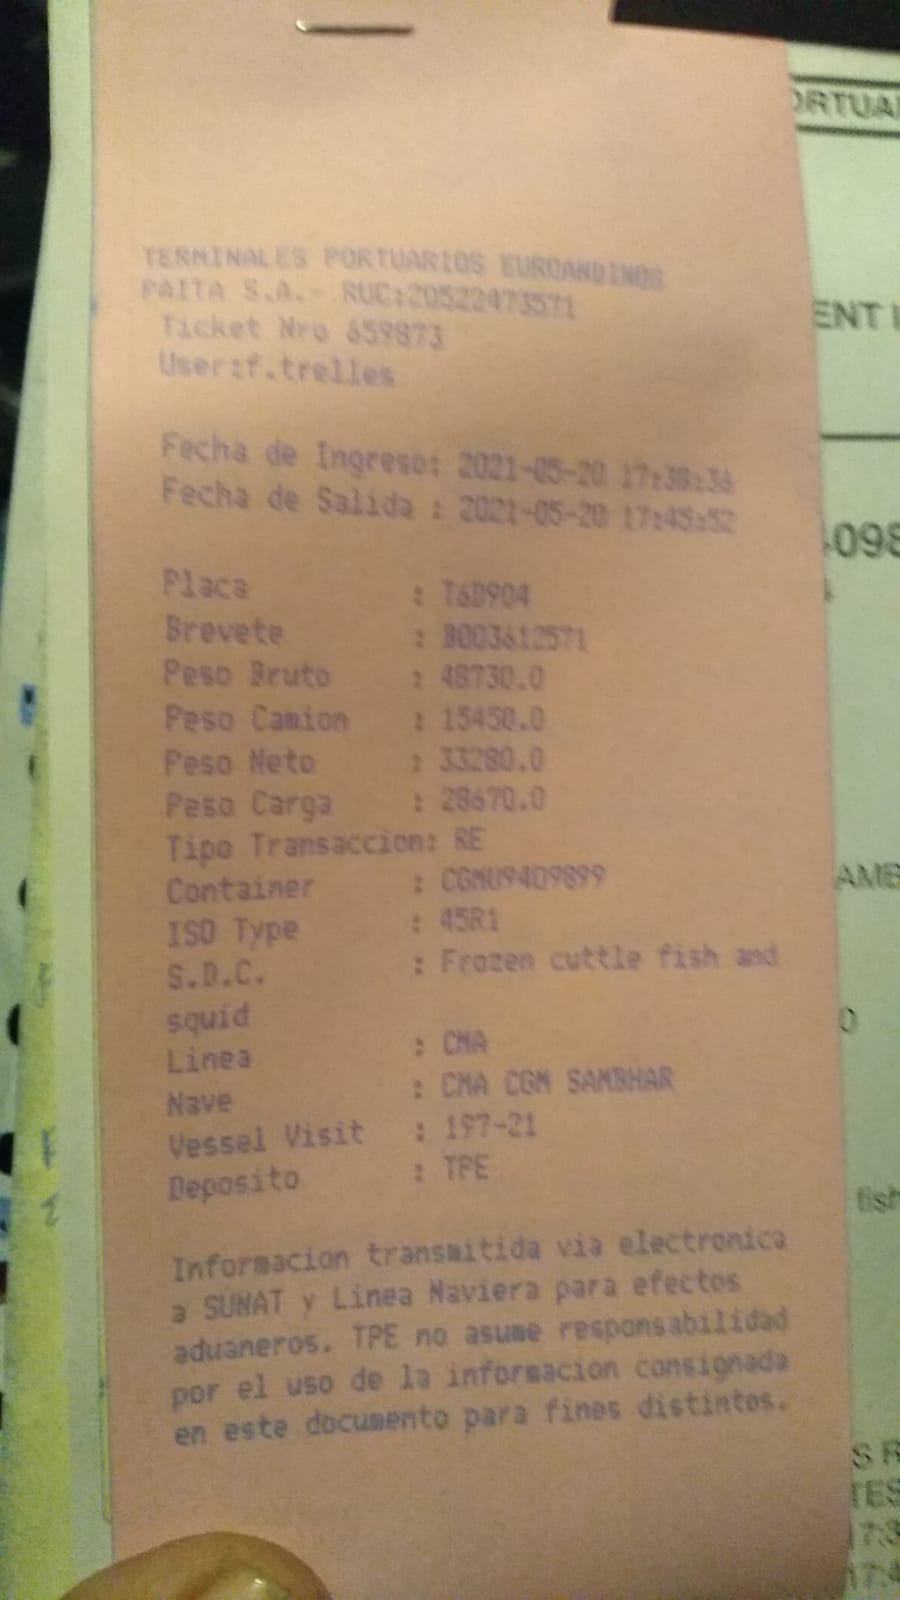 TERMINALES PORTUARIOS EUROANDINOS
PAITA S.A.- RUC:20522473571
Ticket Nro 659873
User:f.trelles
Fecha de Ingreso: 2021-05-20 17:38:36
Fecha de Salida : 2021-05-20 17:45:52
Placa : T6D904
Brevete : B003612571
Peso Bruto : 48730.0
Peso Camion : 15450.0
Peso Neto : 33280.0
Peso Carga : 28670.0
Tipo Transaccion: RE
Container : CGMU9409899
ISO Type : 45R1
S.D.C. : Frozen cuttle fish and
squid
Linea : CMA
Nave : CMA CGM SAMBHAR
Vessel Visit : 197-21
Deposito : TPE
Informacion transmitida via electronica
a SUNAT y Linea Naviera para efectos
aduaneros. TPE no asume responsabilidad
por el uso de la informacion consignada
en este documento para fines distintos.